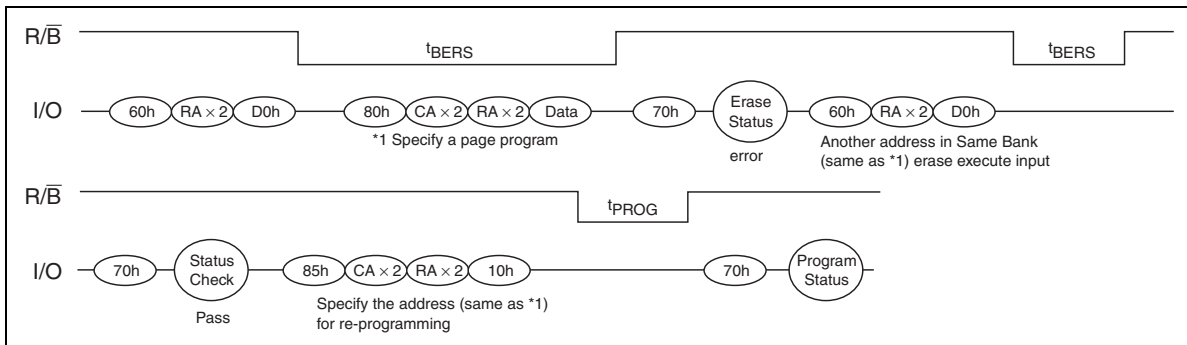 R/B̅
tBERS
tBERS
I/O
60h RA × 2 D0h 80h CA × 2 RA × 2 Data 70h Erase Status 60h RA × 2 D0h
*1 Specify a page program
error
Another address in Same Bank
(same as *1) erase execute input
R/B̅
tPROG
I/O
70h Status Check 85h CA × 2 RA × 2 10h 70h Program Status
Pass
Specify the address (same as *1)
for re-programming